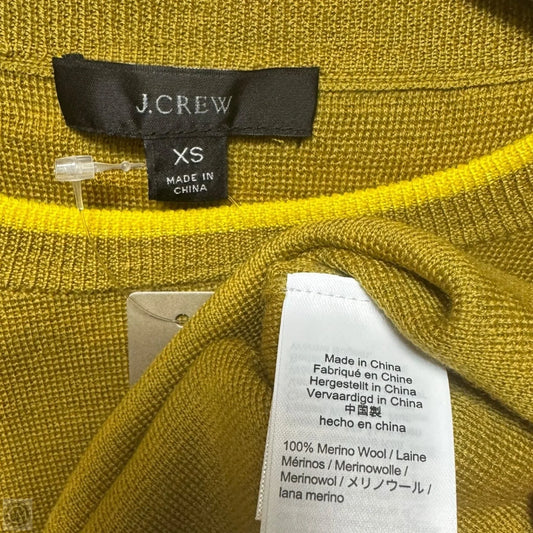 J.CREW
XS
MADE IN
CHINA
Made in China
Fabriqué en Chine
Hergestellt in China
Vervaardigd in China
中国製
hecho en china
100% Merino Wool / Laine
Mérinos / Merinowolle /
Merinowol / メリノウール /
lana merino